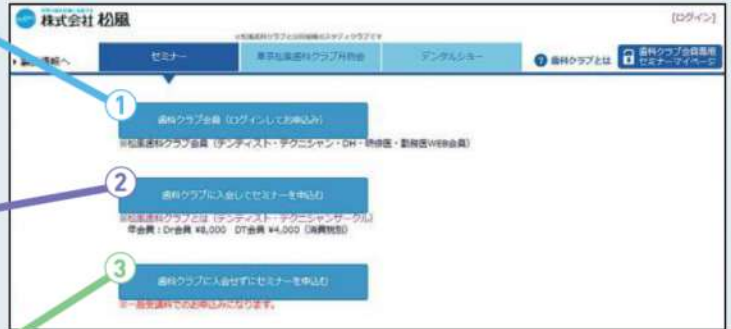 株式会社 松風
[ログイン]
セミナー
東京松風歯科クラブ月例会
デンタルショー
? 歯科クラブとは
歯科クラブ会員専用
セミナーマイページ
1
歯科クラブ会員（ログインしてお申込み）
※松風歯科クラブ会員（デンティスト・テクニシャン・DH・研修医・勤務医WEB会員）
2
歯科クラブに入会してセミナーを申込む
※松風歯科クラブとは（デンティスト・テクニシャンサークル）
年会費：Dr会員 ¥8,000 DT会員 ¥4,000（消費税別）
3
歯科クラブに入会せずにセミナーを申込む
※一般受講料でのお申込みになります。